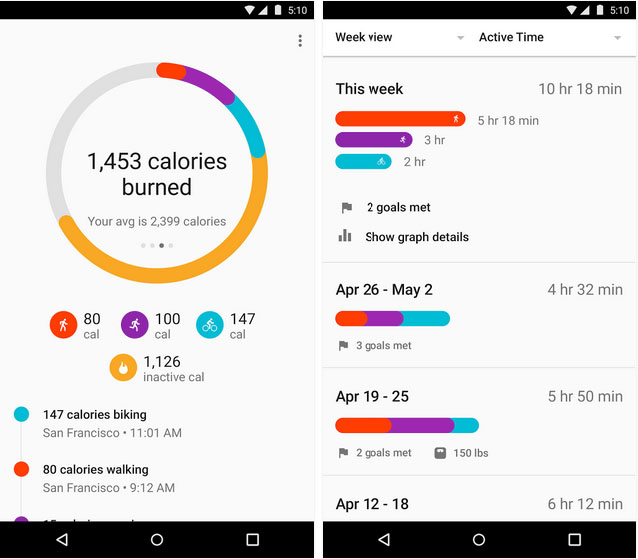 5:10
1,453 calories
burned
Your avg is 2,399 calories
80
cal
100
cal
147
cal
1,126
inactive cal
147 calories biking
San Francisco • 11:01 AM
80 calories walking
San Francisco • 9:12 AM
5:10
Week view
Active Time
This week
10 hr 18 min
5 hr 18 min
3 hr
2 hr
2 goals met
Show graph details
Apr 26 - May 2
4 hr 32 min
3 goals met
Apr 19 - 25
5 hr 50 min
2 goals met
150 lbs
Apr 12 - 18
6 hr 12 min